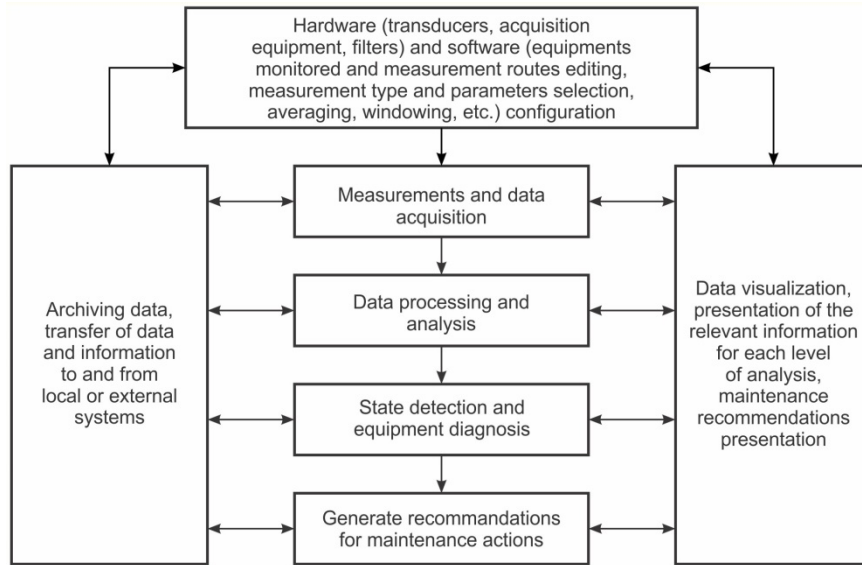 Hardware (transducers, acquisition
equipment, filters) and software (equipments
monitored and measurement routes editing,
measurement type and parameters selection,
averaging, windowing, etc.) configuration
Archiving data,
transfer of data
and information
to and from
local or external
systems
Measurements and data
acquisition
Data processing and
analysis
State detection and
equipment diagnosis
Generate recommandations
for maintenance actions
Data visualization,
presentation of the
relevant information
for each level
of analysis,
maintenance
recommendations
presentation